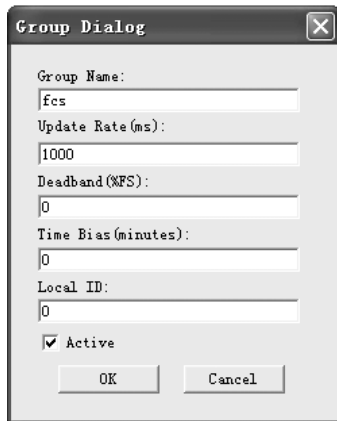 Group Dialog
Group Name:
fcs
Update Rate(ms):
1000
Deadband(%FS):
0
Time Bias(minutes):
0
Local ID:
0
Active
OK Cancel